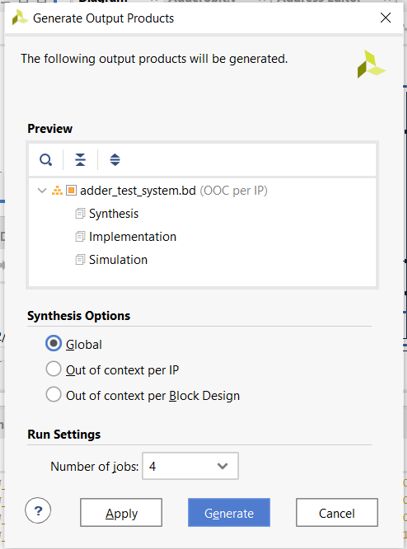 Generate Output Products
The following output products will be generated.
Preview
adder_test_system.bd (OOC per IP)
Synthesis
Implementation
Simulation
Synthesis Options
Global
Out of context per IP
Out of context per Block Design
Run Settings
Number of jobs: 4
? Apply Generate Cancel